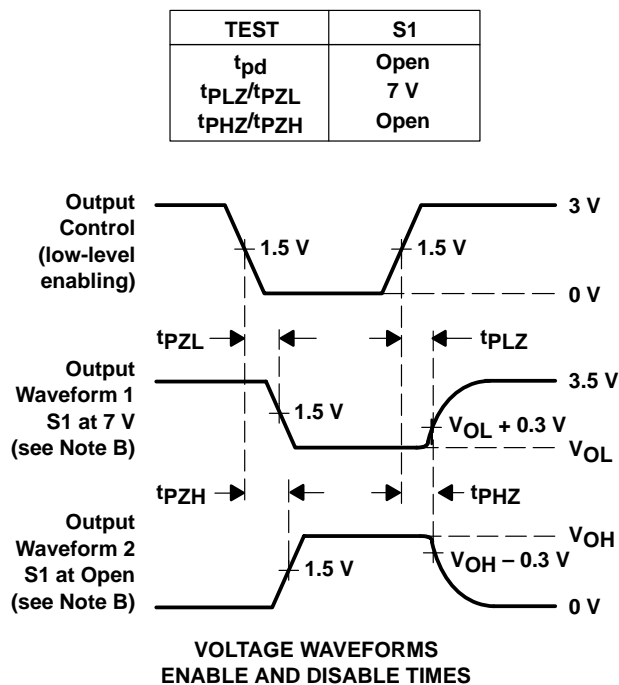 TEST S1
tpd Open
tPLZ/tPZL 7 V
tPHZ/tPZH Open
Output
Control
(low-level
enabling)
3 V
1.5 V
1.5 V
0 V
tPZL
tPLZ
Output
Waveform 1
S1 at 7 V
(see Note B)
3.5 V
1.5 V
VOL + 0.3 V
VOL
tPZH
tPHZ
Output
Waveform 2
S1 at Open
(see Note B)
VOH
1.5 V
VOH – 0.3 V
0 V
VOLTAGE WAVEFORMS
ENABLE AND DISABLE TIMES